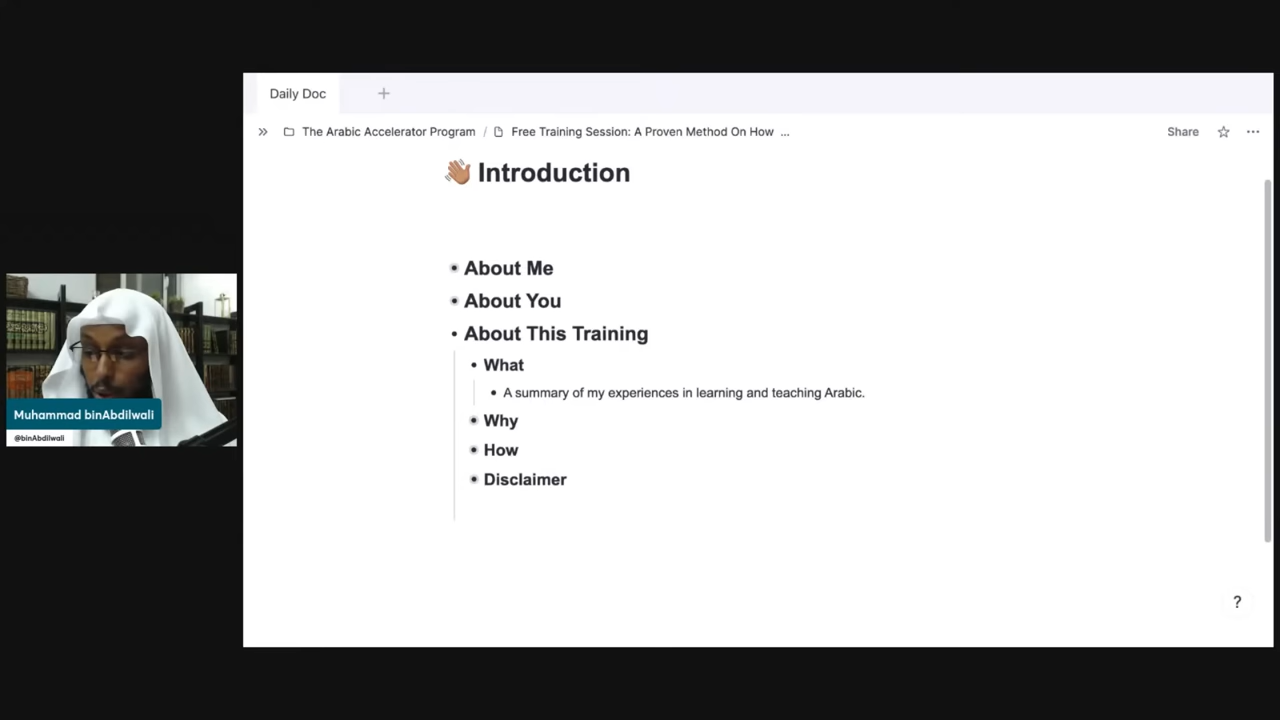 Daily Doc
The Arabic Accelerator Program / Free Training Session: A Proven Method On How ...
Share
Introduction
About Me
About You
About This Training
What
A summary of my experiences in learning and teaching Arabic.
Why
How
Disclaimer
Muhammad binAbdilwali
@binAbdilwali
?